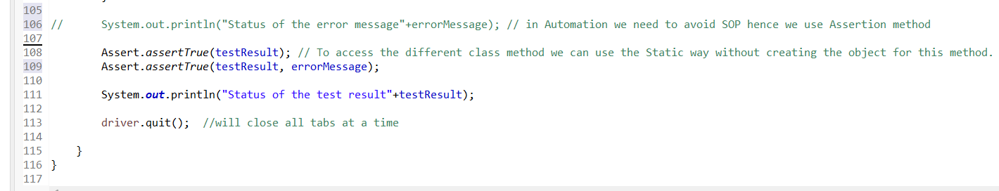 105
106 // System.out.println("Status of the error message"+errorMessage); // in Automation we need to avoid SOP hence we use Assertion method
107
108 Assert.assertTrue(testResult); // To access the different class method we can use the Static way without creating the object for this method.
109 Assert.assertTrue(testResult, errorMessage);
110
111 System.out.println("Status of the test result"+testResult);
112
113 driver.quit(); //will close all tabs at a time
114
115 }
116 }
117